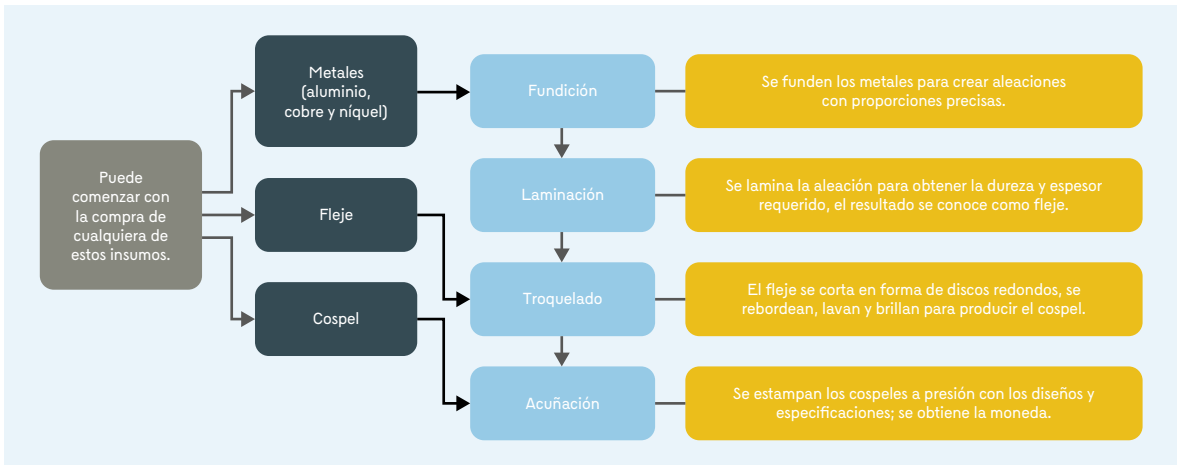 Puede
comenzar con
la compra de
cualquiera de
estos insumos.
Metales
(aluminio,
cobre y níquel)
Fleje
Cospel
Fundición
Se funden los metales para crear aleaciones
con proporciones precisas.
Laminación
Se lamina la aleación para obtener la dureza y espesor
requerido, el resultado se conoce como fleje.
Troquelado
El fleje se corta en forma de discos redondos, se
rebordean, lavan y brillan para producir el cospel.
Acuñación
Se estampan los cospeles a presión con los diseños y
especificaciones; se obtiene la moneda.